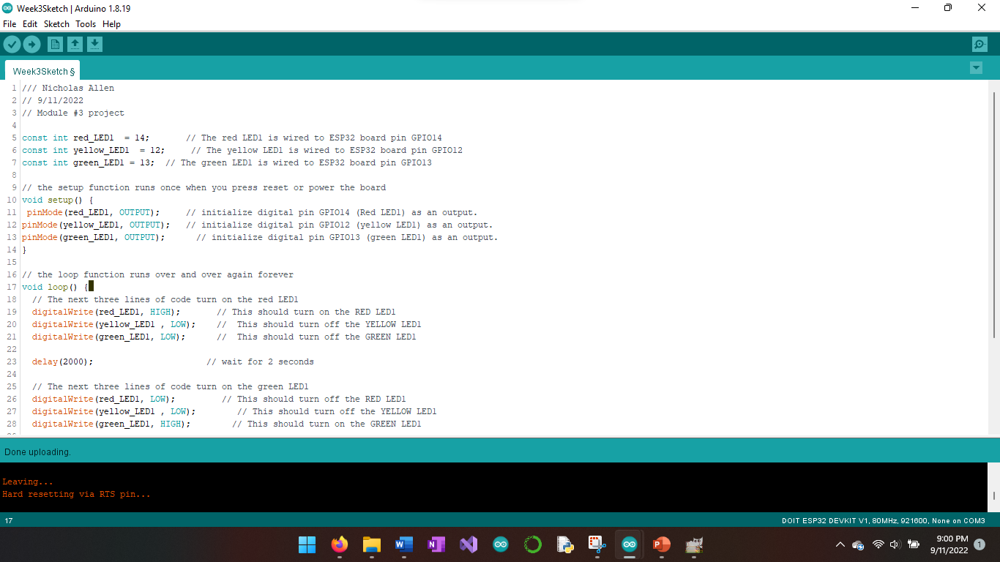 Week3Sketch | Arduino 1.8.19
File Edit Sketch Tools Help
Week3Sketch §
1 /// Nicholas Allen
2 // 9/11/2022
3 // Module #3 project
4
5 const int red_LED1  = 14;       // The red LED1 is wired to ESP32 board pin GPIO14
6 const int yellow_LED1  = 12;     // The yellow LED1 is wired to ESP32 board pin GPIO12
7 const int green_LED1 = 13;  // The green LED1 is wired to ESP32 board pin GPIO13
8
9 // the setup function runs once when you press reset or power the board
10 void setup() {
11  pinMode(red_LED1, OUTPUT);     // initialize digital pin GPIO14 (Red LED1) as an output.
12 pinMode(yellow_LED1, OUTPUT);   // initialize digital pin GPIO12 (yellow LED1) as an output.
13 pinMode(green_LED1, OUTPUT);      // initialize digital pin GPIO13 (green LED1) as an output.
14 }
15
16 // the loop function runs over and over again forever
17 void loop() {
18   // The next three lines of code turn on the red LED1
19   digitalWrite(red_LED1, HIGH);       // This should turn on the RED LED1
20   digitalWrite(yellow_LED1 , LOW);    //  This should turn off the YELLOW LED1
21   digitalWrite(green_LED1, LOW);      //  This should turn off the GREEN LED1
22
23   delay(2000);                      // wait for 2 seconds
24
25   // The next three lines of code turn on the green LED1
26   digitalWrite(red_LED1, LOW);         // This should turn off the RED LED1
27   digitalWrite(yellow_LED1 , LOW);        // This should turn off the YELLOW LED1
28   digitalWrite(green_LED1, HIGH);        // This should turn on the GREEN LED1
Done uploading.
Leaving...
Hard resetting via RTS pin...
17 DOIT ESP32 DEVKIT V1, 80MHz, 921600, None on COM3
9:00 PM
9/11/2022 1